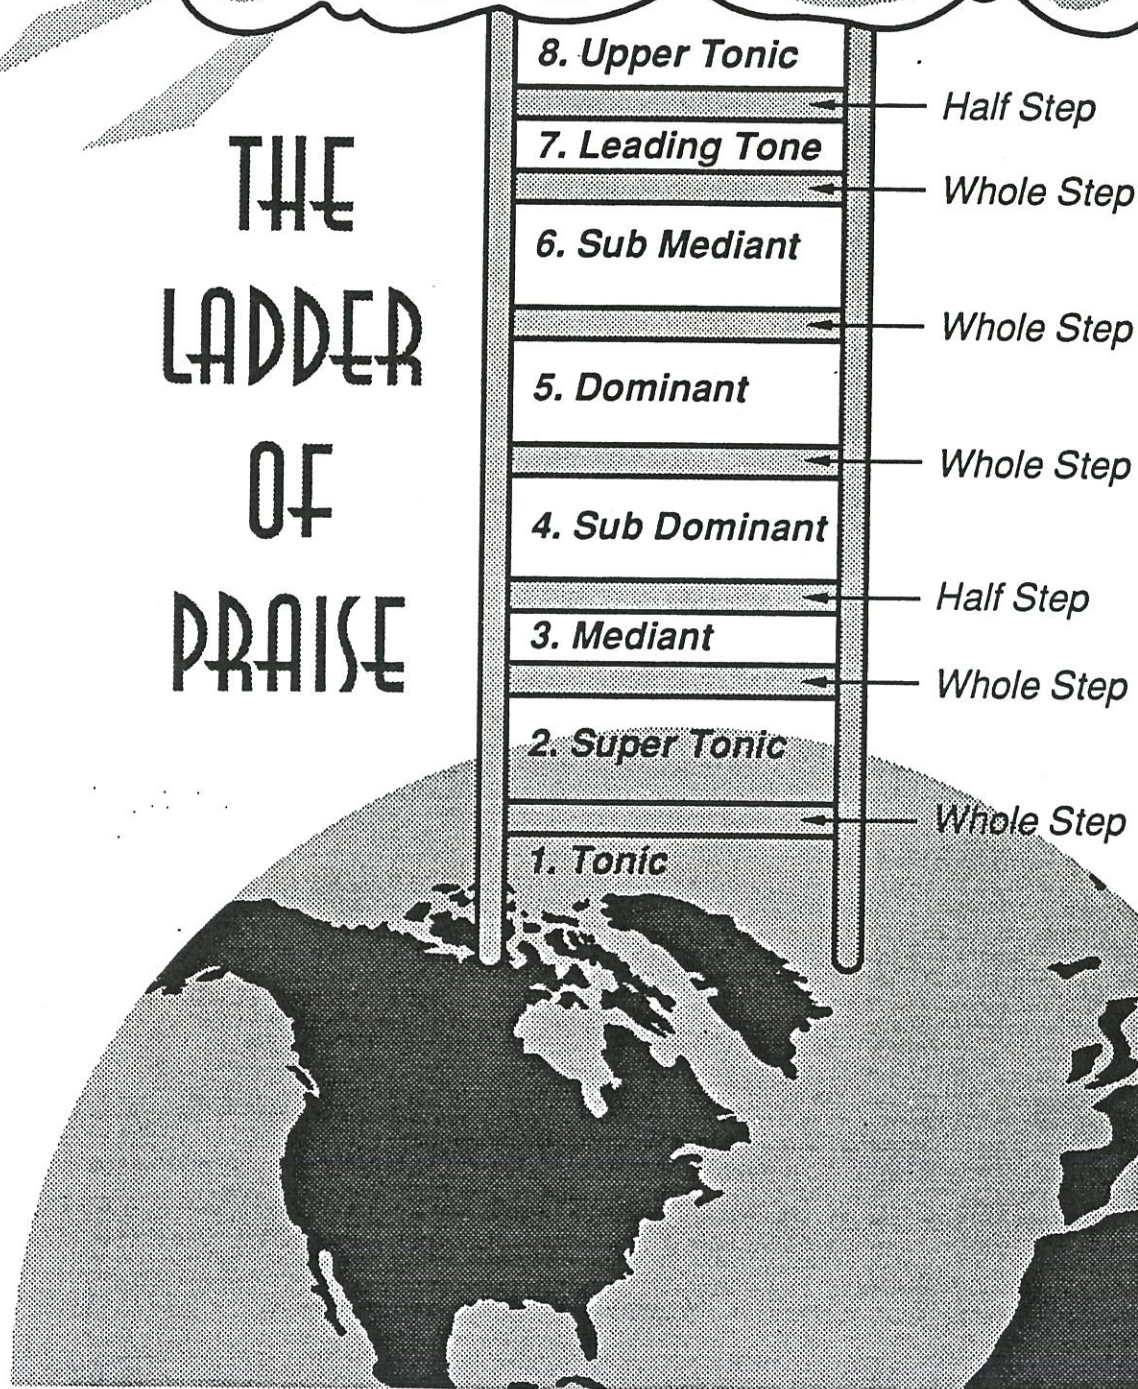 THE
LADDER
OF
PRAISE
8. Upper Tonic
Half Step
7. Leading Tone
Whole Step
6. Sub Mediant
Whole Step
5. Dominant
Whole Step
4. Sub Dominant
Half Step
3. Mediant
Whole Step
2. Super Tonic
Whole Step
1. Tonic